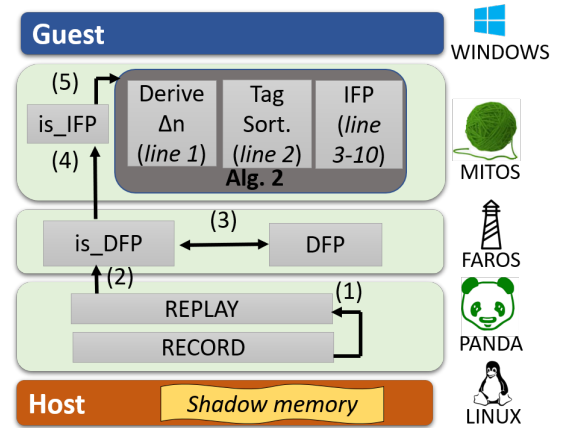 Guest
WINDOWS
(5)
is_IFP
(4)
Derive
Δn
(line 1)
Tag
Sort.
(line 2)
IFP
(line
3-10)
Alg. 2
MITOS
is_DFP
(3)
DFP
FAROS
(2)
(1)
REPLAY
RECORD
PANDA
Host
Shadow memory
LINUX